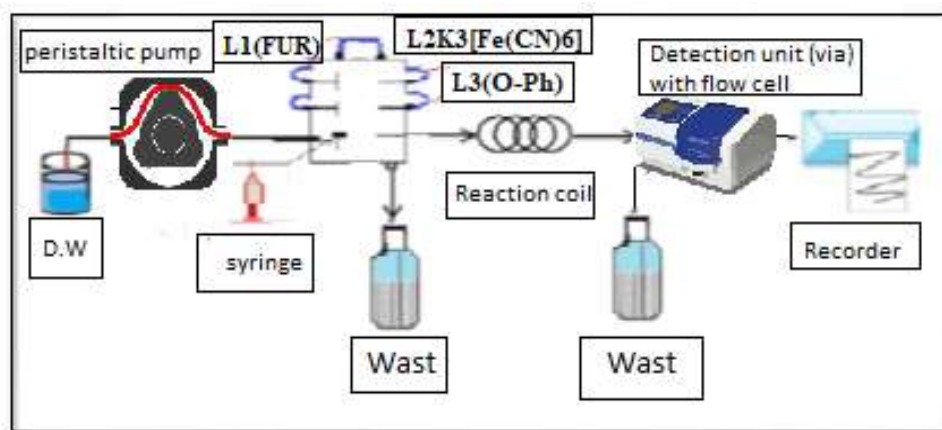 peristaltic pump
L1(FUR)
L2K3[Fe(CN)6]
L3(O-Ph)
Detection unit (via)
with flow cell
D.W
syringe
Reaction coil
Recorder
Wast
Wast